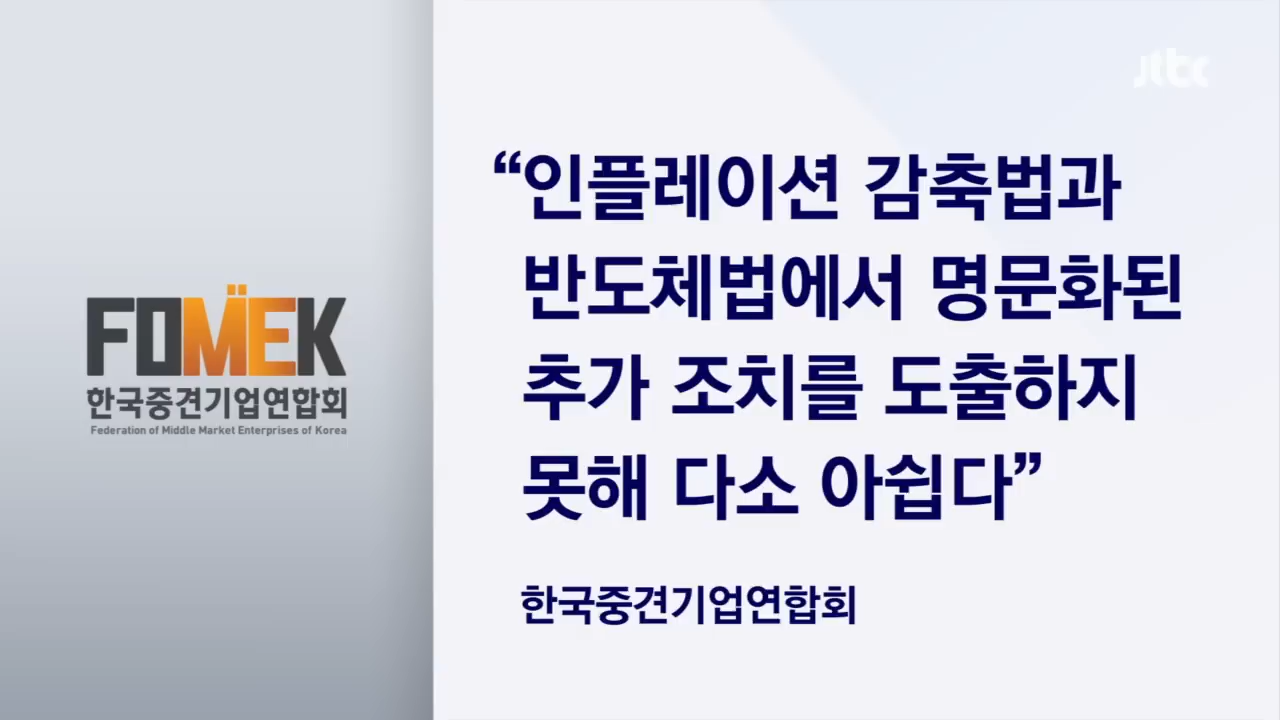 jtbc
“인플레이션 감축법과
반도체법에서 명문화된
추가 조치를 도출하지
못해 다소 아쉽다”
한국중견기업연합회
FOMEK
한국중견기업연합회
Federation of Middle Market Enterprises of Korea